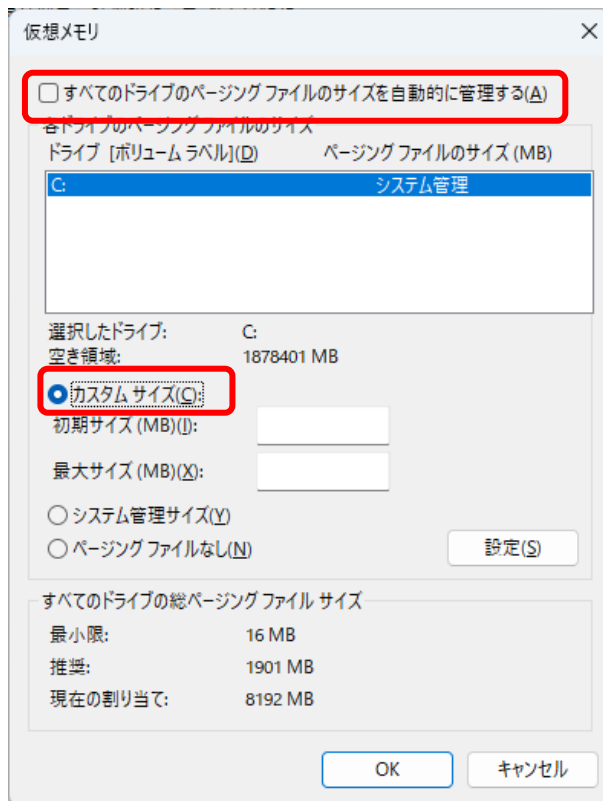 仮想メモリ
すべてのドライブのページング ファイルのサイズを自動的に管理する(A)
各ドライブのページング ファイルのサイズ
ドライブ [ボリューム ラベル](D) ページング ファイルのサイズ (MB)
C: システム管理
選択したドライブ: C:
空き領域: 1878401 MB
カスタム サイズ(C):
初期サイズ (MB)(I):
最大サイズ (MB)(X):
システム管理サイズ(Y)
ページング ファイルなし(N) 設定(S)
すべてのドライブの総ページング ファイル サイズ
最小限: 16 MB
推奨: 1901 MB
現在の割り当て: 8192 MB
OK キャンセル